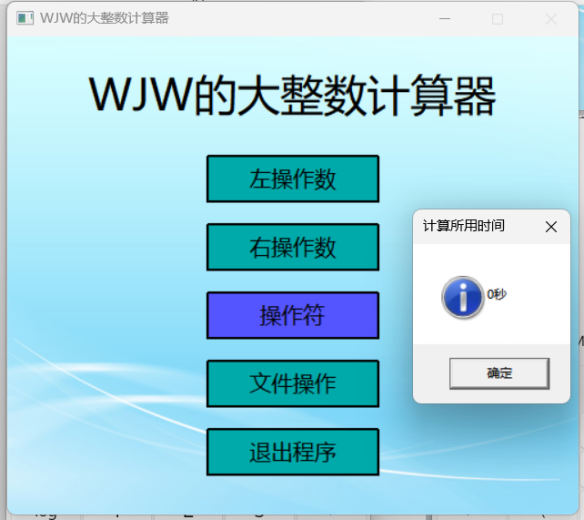 WJW的大整数计算器
WJW的大整数计算器
左操作数
右操作数
操作符
文件操作
退出程序
计算所用时间
0秒
确定